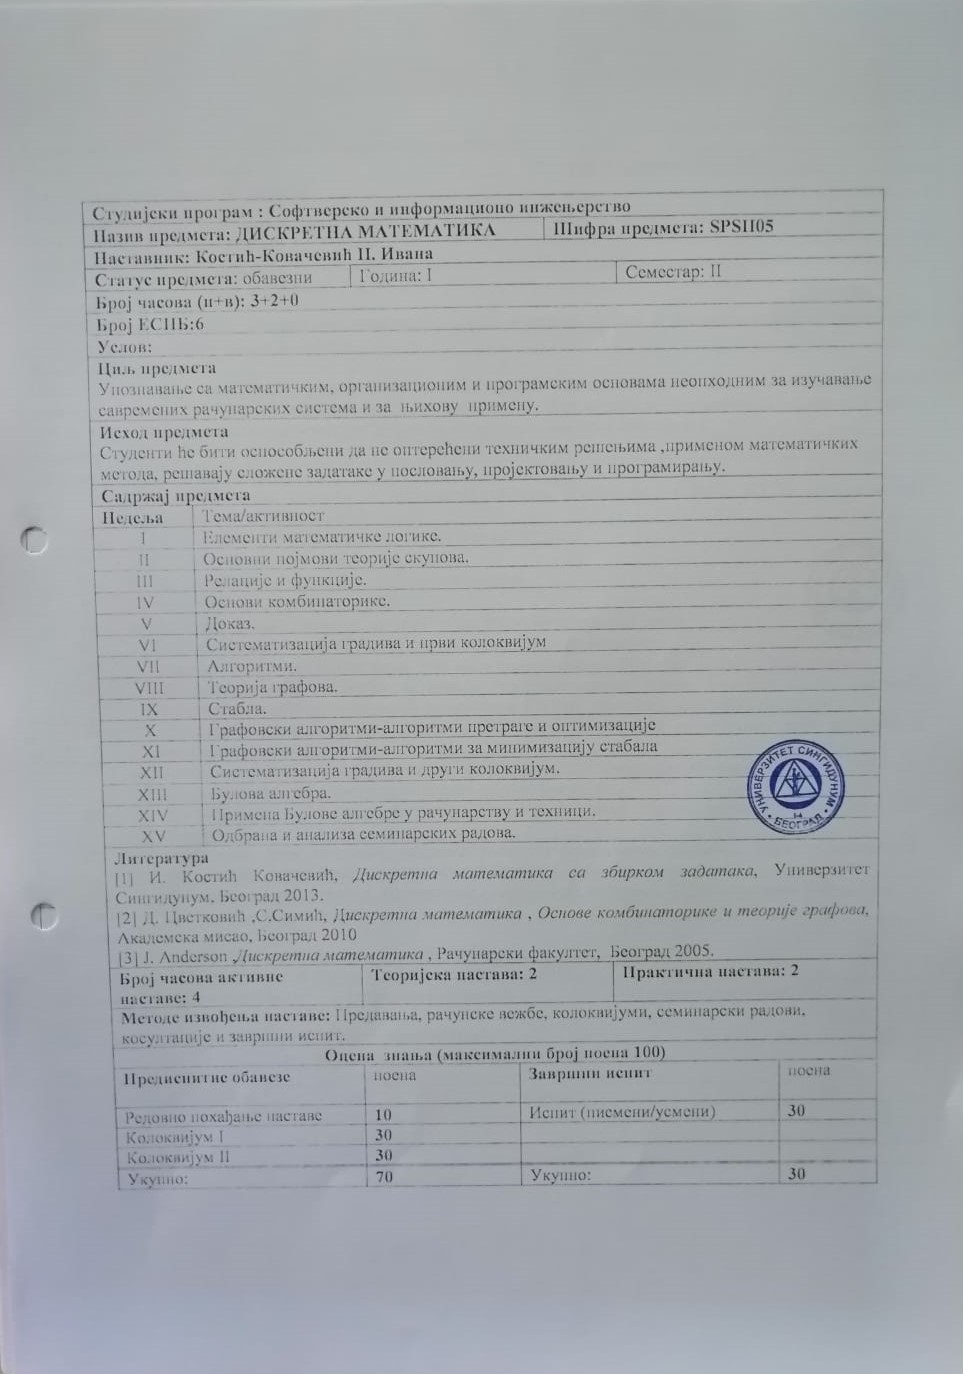 Студијски програм : Софтверско и информационо инжењерство
Назив предмета: ДИСКРЕТНА МАТЕМАТИКА Шифра предмета: SPSII05
Наставник: Костић-Ковачевић П. Ивана
Статус предмета: обавезни Година: I Семестар: II
Број часова (п+в): 3+2+0
Број ЕСПБ:6
Услов:
Циљ предмета
Упознавање са математичким, организационим и програмским основама неопходним за изучавање
савремених рачунарских система и за њихову примену.
Исход предмета
Студенти ће бити оспособљени да не оптерећени техничким решењима ,применом математичких
метода, решавају сложене задатаке у пословању, пројектовању и програмирању.
Садржај предмета
Недеља Тема/активност
I Елементи математичке логике.
II Основни појмови теорије скупова.
III Релације и функције.
IV Основи комбинаторике.
V Доказ.
VI Систематизација градива и први колоквијум
VII Алгоритми.
VIII Теорија графова.
IX Стабла.
X Графовски алгоритми-алгоритми претраге и оптимизације
XI Графовски алгоритми-алгоритми за минимизацију стабала
XII Систематизација градива и други колоквијум.
XIII Булова алгебра.
XIV Примена Булове алгебре у рачунарству и техници.
XV Одбрана и анализа семинарских радова.
УНИВЕРЗИТЕТ СИНГИДУНУМ
БЕОГРАД
Литература
[1] И. Костић Ковачевић, Дискретна математика са збирком задатака, Универзитет
Сингидунум, Београд 2013.
[2] Д. Цветковић ,С.Симић, Дискретна математика , Основе комбинаторике и теорије графова,
Академска мисао, Београд 2010
[3] J. Anderson ,Дискретна математика , Рачунарски факултет, Београд 2005.
Број часова активне Теоријска настава: 2 Практична настава: 2
наставе: 4
Методе извођења наставе: Предавања, рачунске вежбе, колоквијуми, семинарски радови,
косултације и завршни испит.
Оцена знања (максимални број поена 100)
Предиспитне обавезе поена Завршни испит поена
Редовно похађање наставе 10 Испит (писмени/усмени) 30
Колоквијум I 30
Колоквијум II 30
Укупно: 70 Укупно: 30